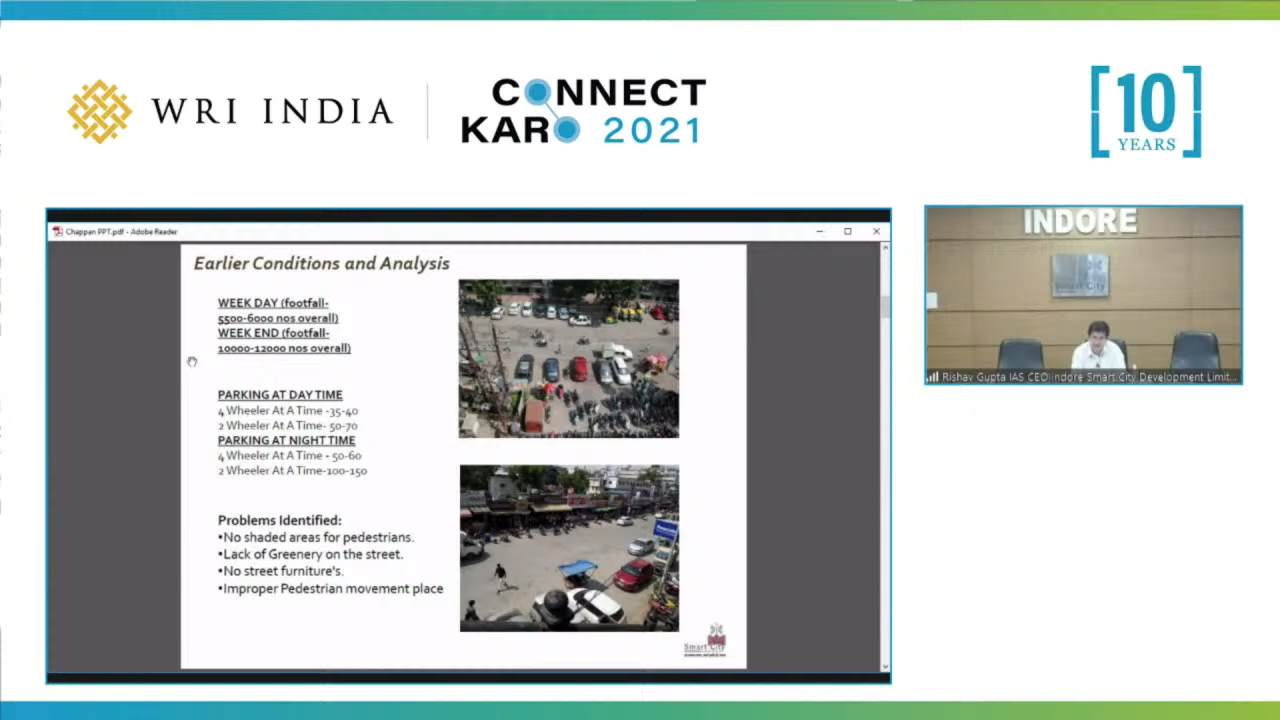 WRI INDIA
CONNECT
KARO 2021
10
YEARS
Chappan PPT.pdf - Adobe Reader
Earlier Conditions and Analysis
WEEK DAY (footfall-
5500-6000 nos overall)
WEEK END (footfall-
10000-12000 nos overall)
PARKING AT DAY TIME
4 Wheeler At A Time -35-40
2 Wheeler At A Time- 50-70
PARKING AT NIGHT TIME
4 Wheeler At A Time - 50-60
2 Wheeler At A Time-100-150
Problems Identified:
•No shaded areas for pedestrians.
•Lack of Greenery on the street.
•No street furniture's.
•Improper Pedestrian movement place
Smart City
INDORE
Smart City
Rishav Gupta IAS CEO Indore Smart City Development Limit...